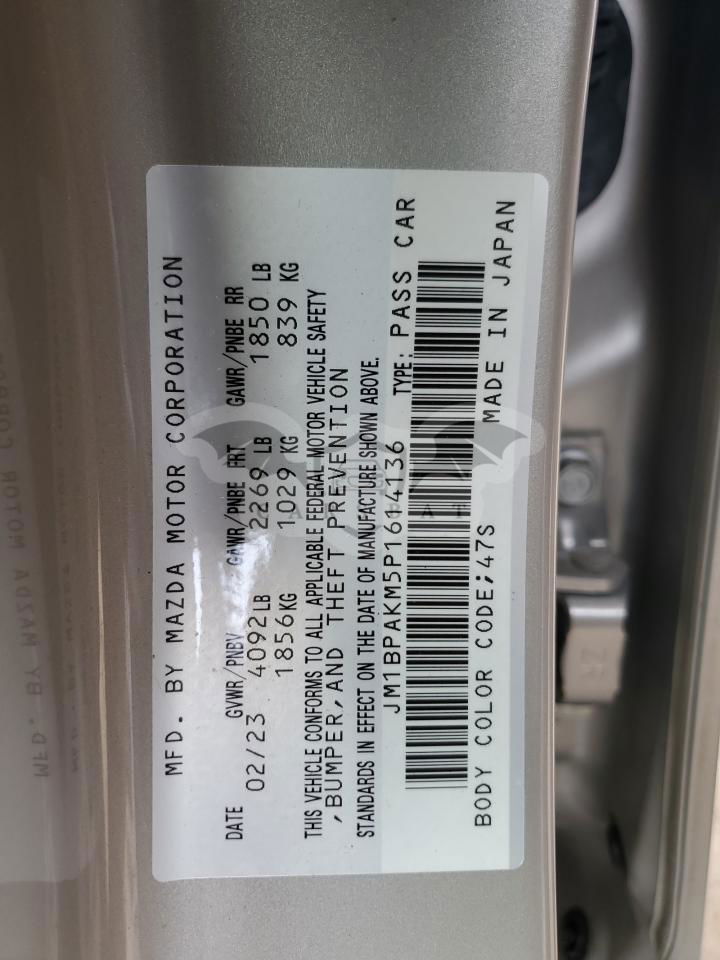 MFD. BY MAZDA MOTOR CORPORATION
DATE GVWR/PNBV GAWR/PNBE FRT GAWR/PNBE RR
02/23 4092LB 2269 LB 1850 LB
1856KG 1029 KG 839 KG
THIS VEHICLE CONFORMS TO ALL APPLICABLE FEDERAL MOTOR VEHICLE SAFETY
,BUMPER,AND THEFT PREVENTION
STANDARDS IN EFFECT ON THE DATE OF MANUFACTURE SHOWN ABOVE.
JM1BPAKM5P1614136 TYPE: PASS CAR
BODY COLOR CODE;47S MADE IN JAPAN